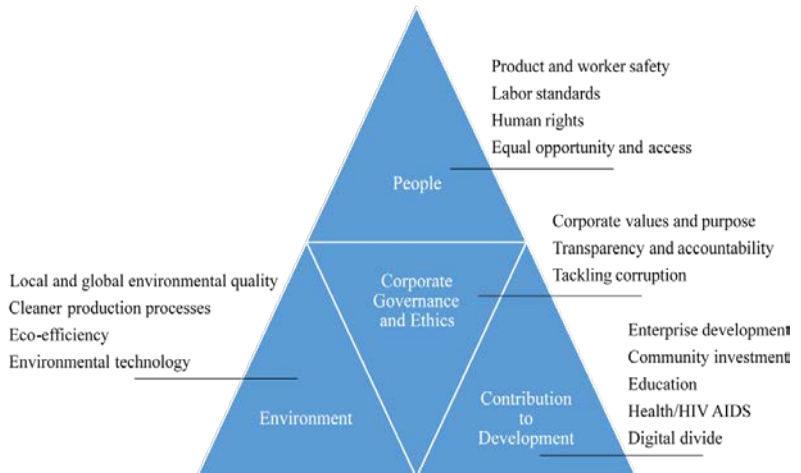 Product and worker safety
Labor standards
Human rights
Equal opportunity and access
People
Corporate values and purpose
Transparency and accountability
Tackling corruption
Corporate
Governance
and Ethics
Local and global environmental quality
Cleaner production processes
Eco-efficiency
Environmental technology
Environment
Enterprise development
Community investment
Education
Health/HIV AIDS
Digital divide
Contribution
to
Development